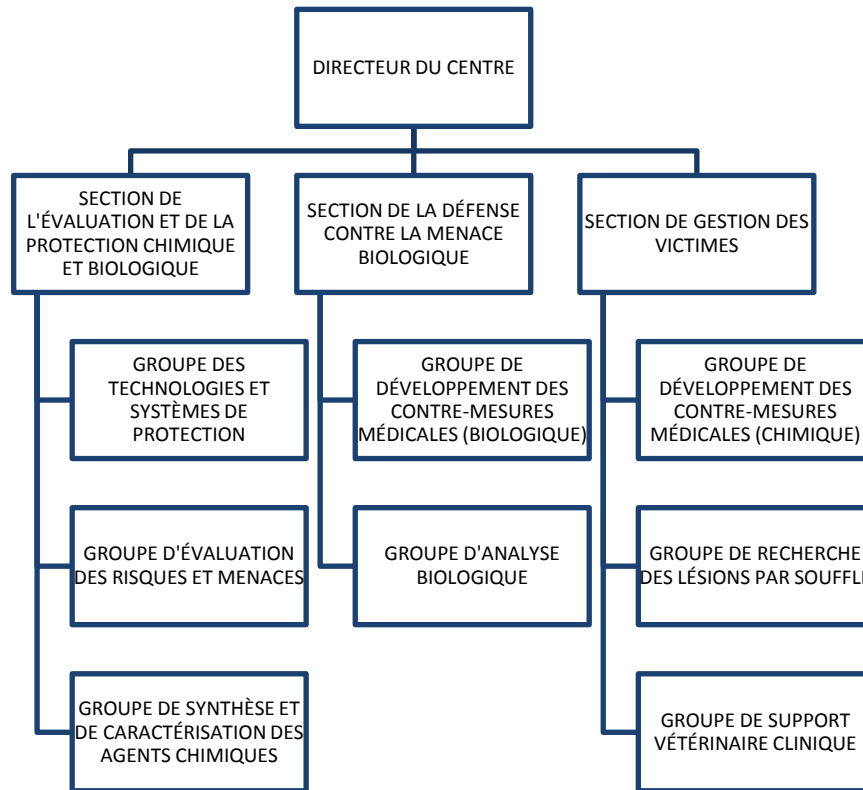 DIRECTEUR DU CENTRE
SECTION DE
L'ÉVALUATION ET DE LA
PROTECTION CHIMIQUE
ET BIOLOGIQUE
SECTION DE LA DÉFENSE
CONTRE LA MENACE
BIOLOGIQUE
SECTION DE GESTION DES
VICTIMES
GROUPE DES
TECHNOLOGIES ET
SYSTÈMES DE
PROTECTION
GROUPE DE
DÉVELOPPEMENT DES
CONTRE-MESURES
MÉDICALES (BIOLOGIQUE)
GROUPE DE
DÉVELOPPEMENT DES
CONTRE-MESURES
MÉDICALES (CHIMIQUE)
GROUPE D'ÉVALUATION
DES RISQUES ET MENACES
GROUPE D'ANALYSE
BIOLOGIQUE
GROUPE DE RECHERCHE
DES LÉSIONS PAR SOUFFLE
GROUPE DE SYNTHÈSE ET
DE CARACTÉRISATION DES
AGENTS CHIMIQUES
GROUPE DE SUPPORT
VÉTÉRINAIRE CLINIQUE